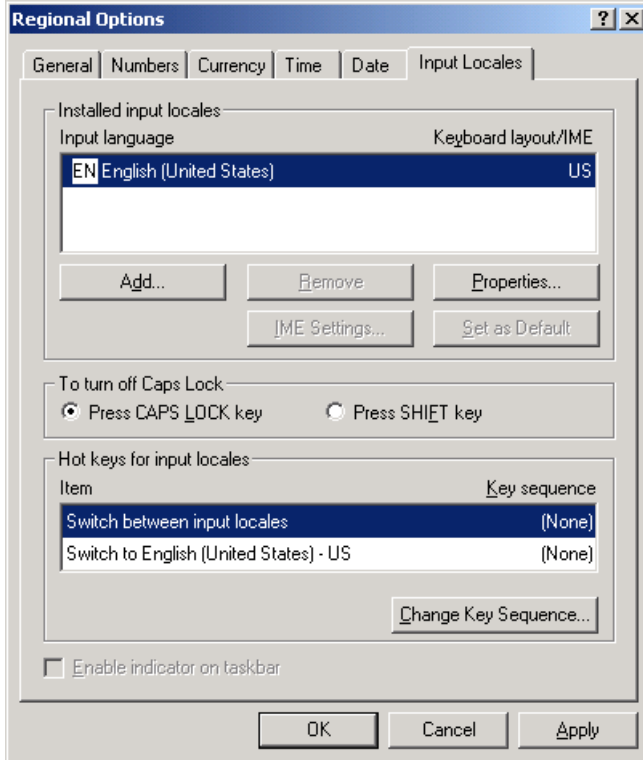 Regional Options
General Numbers Currency Time Date Input Locales
Installed input locales
Input language Keyboard layout/IME
EN English (United States) US
Add... Remove Properties...
IME Settings... Set as Default
To turn off Caps Lock
Press CAPS LOCK key Press SHIFT key
Hot keys for input locales
Item Key sequence
Switch between input locales (None)
Switch to English (United States) - US (None)
Change Key Sequence...
Enable indicator on taskbar
OK Cancel Apply